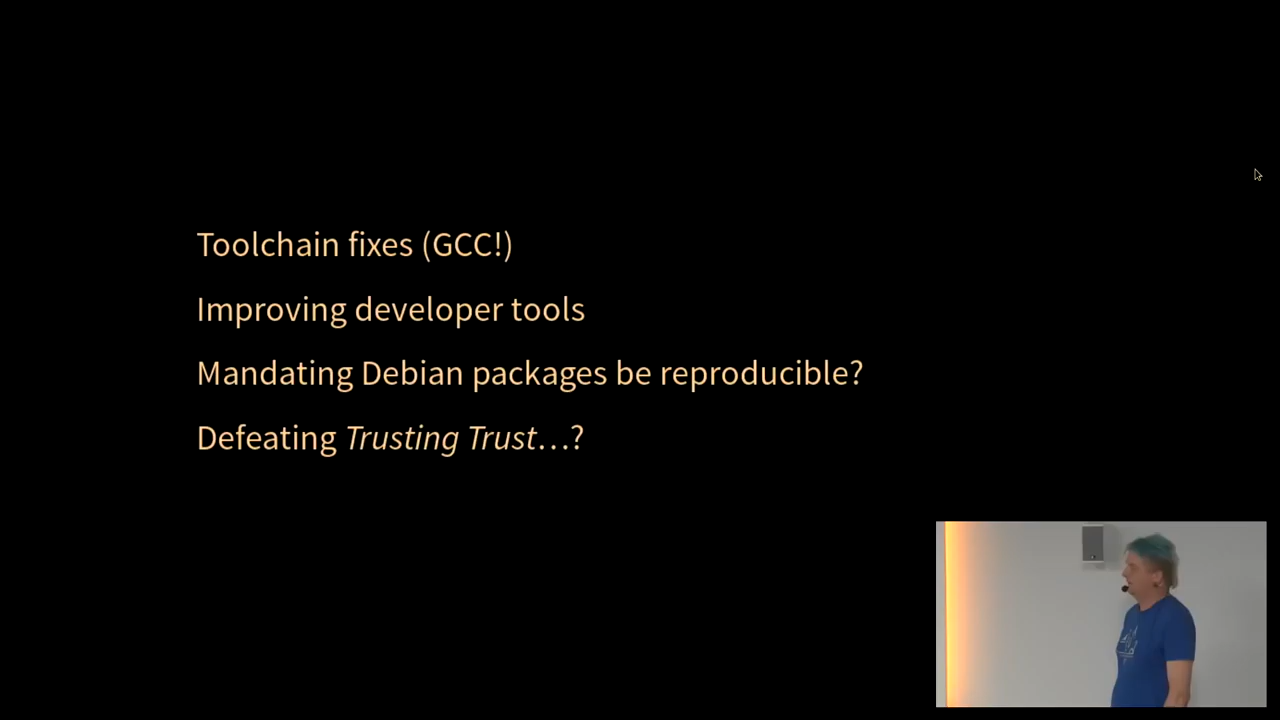 Toolchain fixes (GCC!)
Improving developer tools
Mandating Debian packages be reproducible?
Defeating Trusting Trust…?